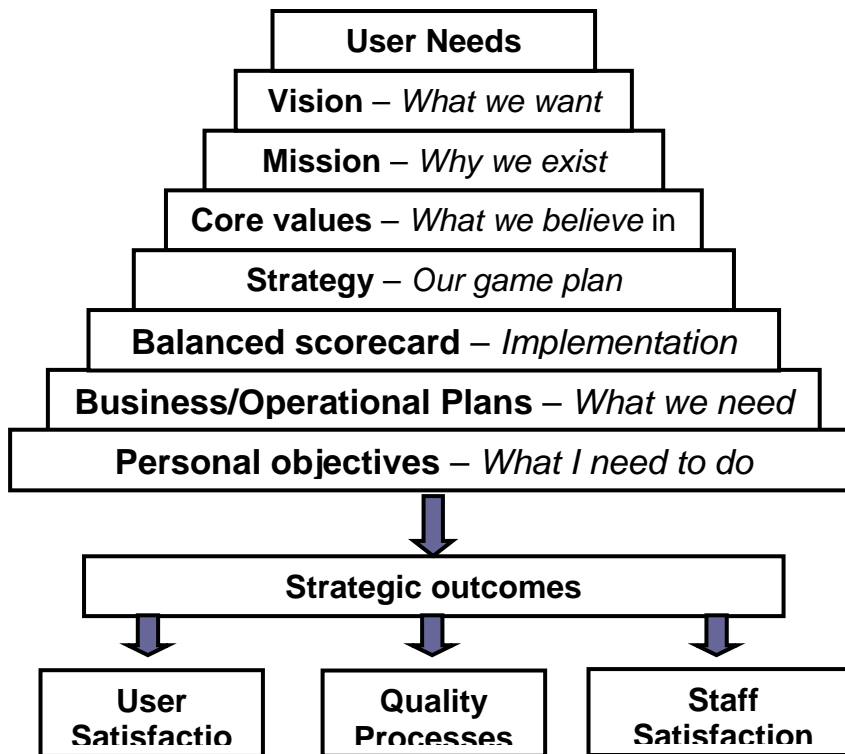 User Needs
Vision – What we want
Mission – Why we exist
Core values – What we believe in
Strategy – Our game plan
Balanced scorecard – Implementation
Business/Operational Plans – What we need
Personal objectives – What I need to do
Strategic outcomes
User
Satisfactio
Quality
Processes
Staff
Satisfaction